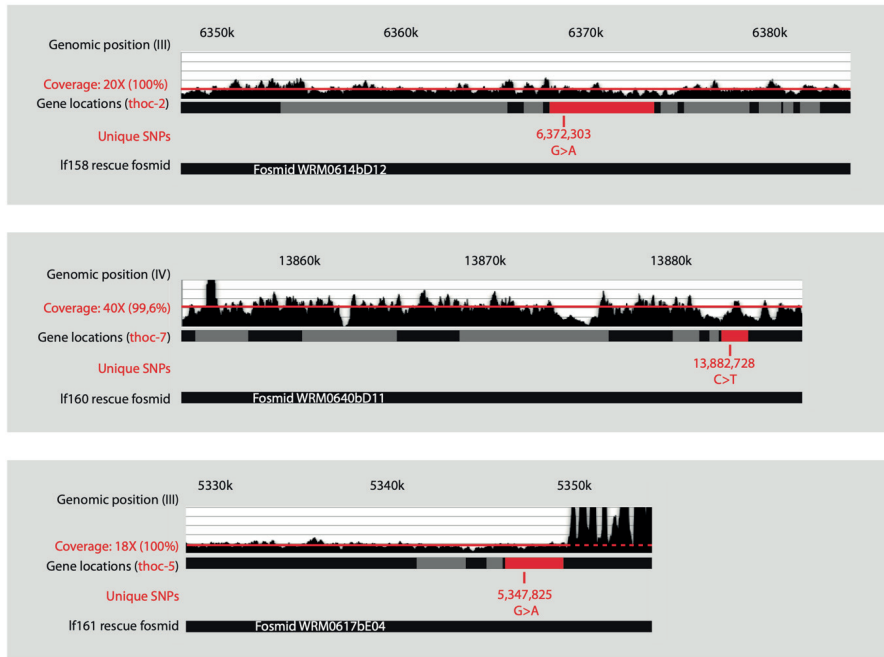 6350k 6360k 6370k 6380k
Genomic position (III)
Coverage: 20X (100%)
Gene locations (thoc-2)
Unique SNPs
6,372,303
G>A
lf158 rescue fosmid
Fosmid WRM0614bD12
13860k 13870k 13880k
Genomic position (IV)
Coverage: 40X (99,6%)
Gene locations (thoc-7)
Unique SNPs
13,882,728
C>T
lf160 rescue fosmid
Fosmid WRM0640bD11
5330k 5340k 5350k
Genomic position (III)
Coverage: 18X (100%)
Gene locations (thoc-5)
Unique SNPs
5,347,825
G>A
lf161 rescue fosmid
Fosmid WRM0617bE04